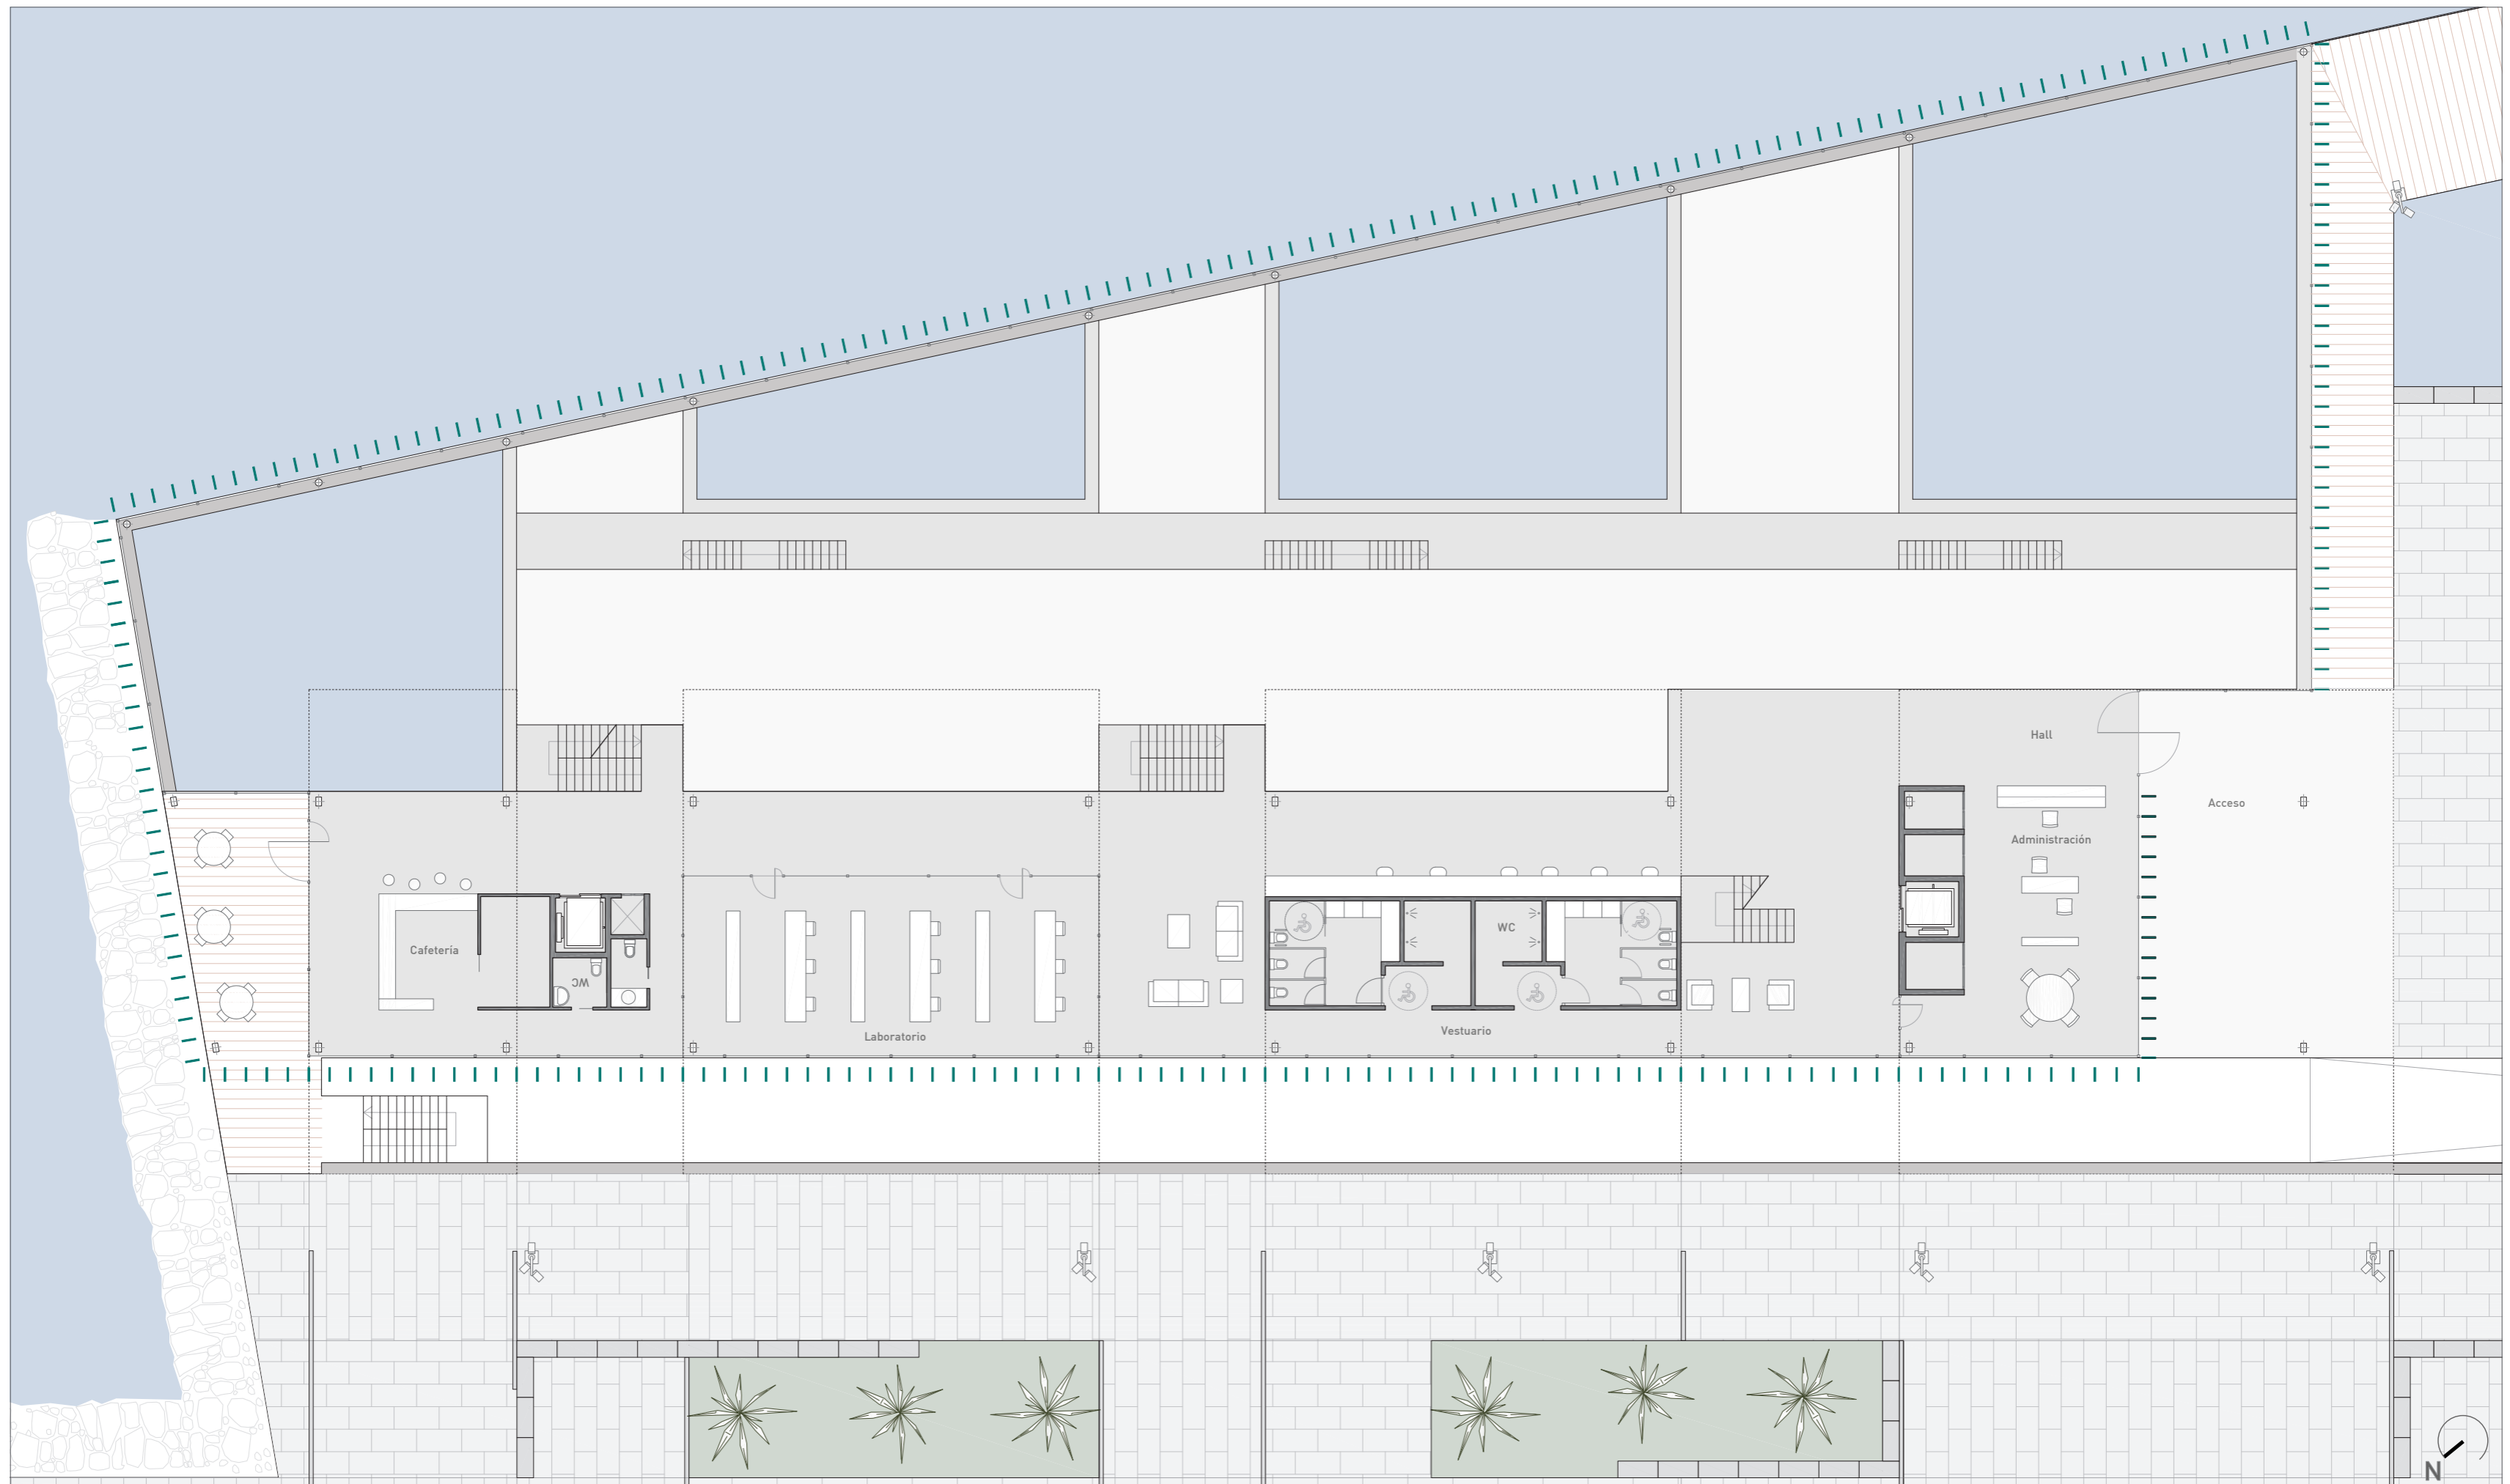 Hall
Acceso
Administración
Cafetería
WC
WC
Laboratorio
Vestuario
N